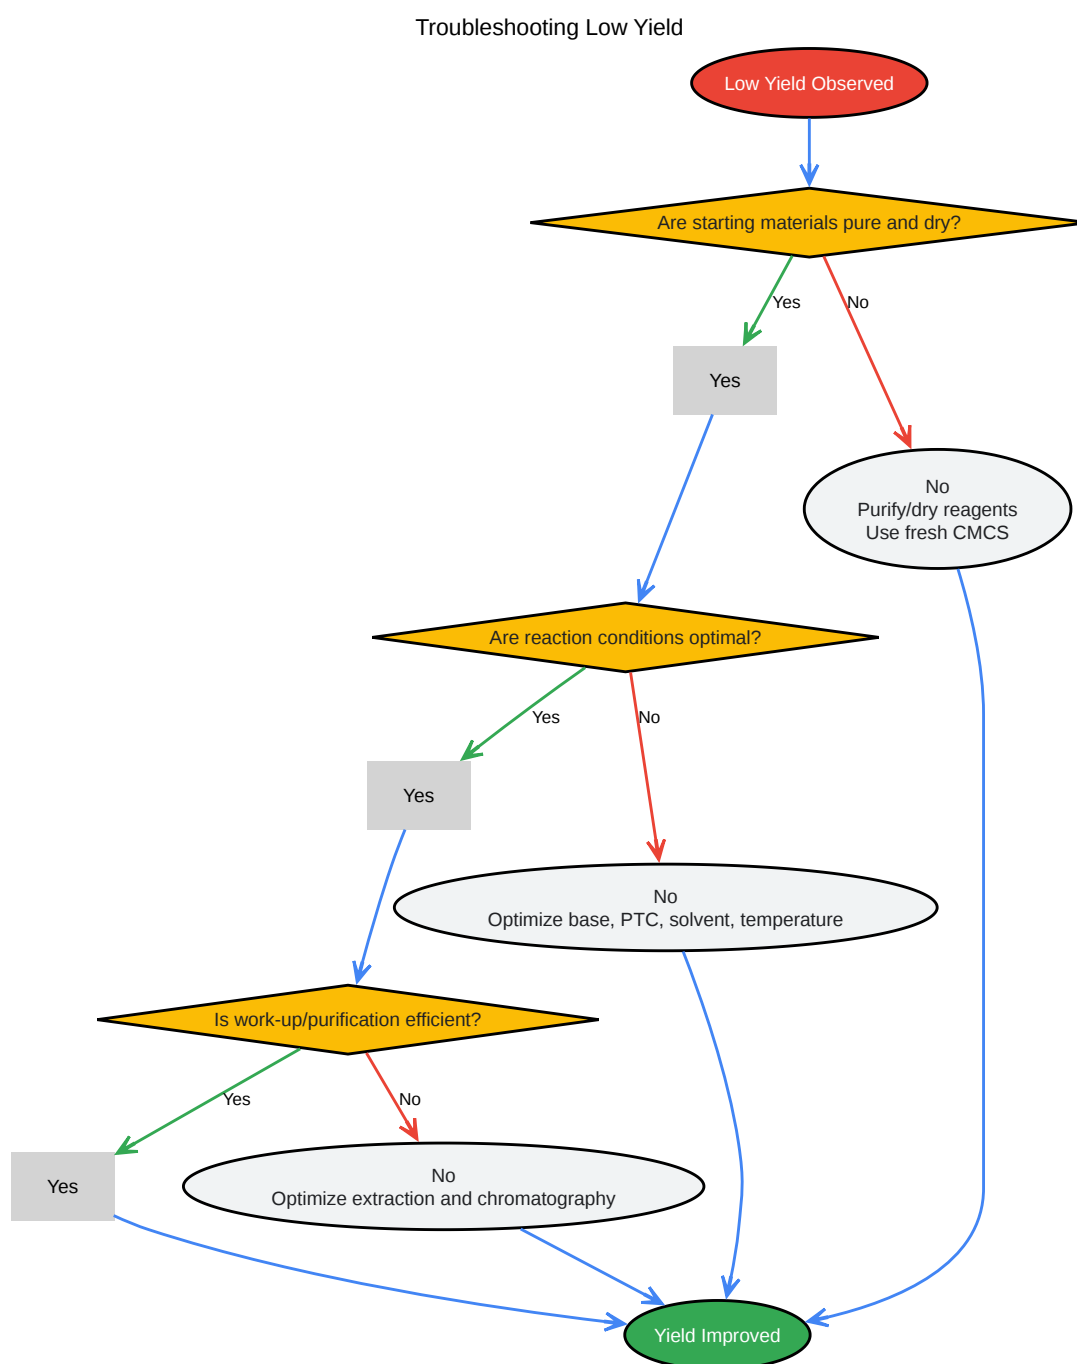 Troubleshooting Low Yield
Low Yield Observed
Are starting materials pure and dry?
Yes
No
Yes
No
Purify/dry reagents
Use fresh CMCS
Are reaction conditions optimal?
Yes
No
Yes
No
Optimize base, PTC, solvent, temperature
Is work-up/purification efficient?
Yes
No
Yes
No
Optimize extraction and chromatography
Yield Improved